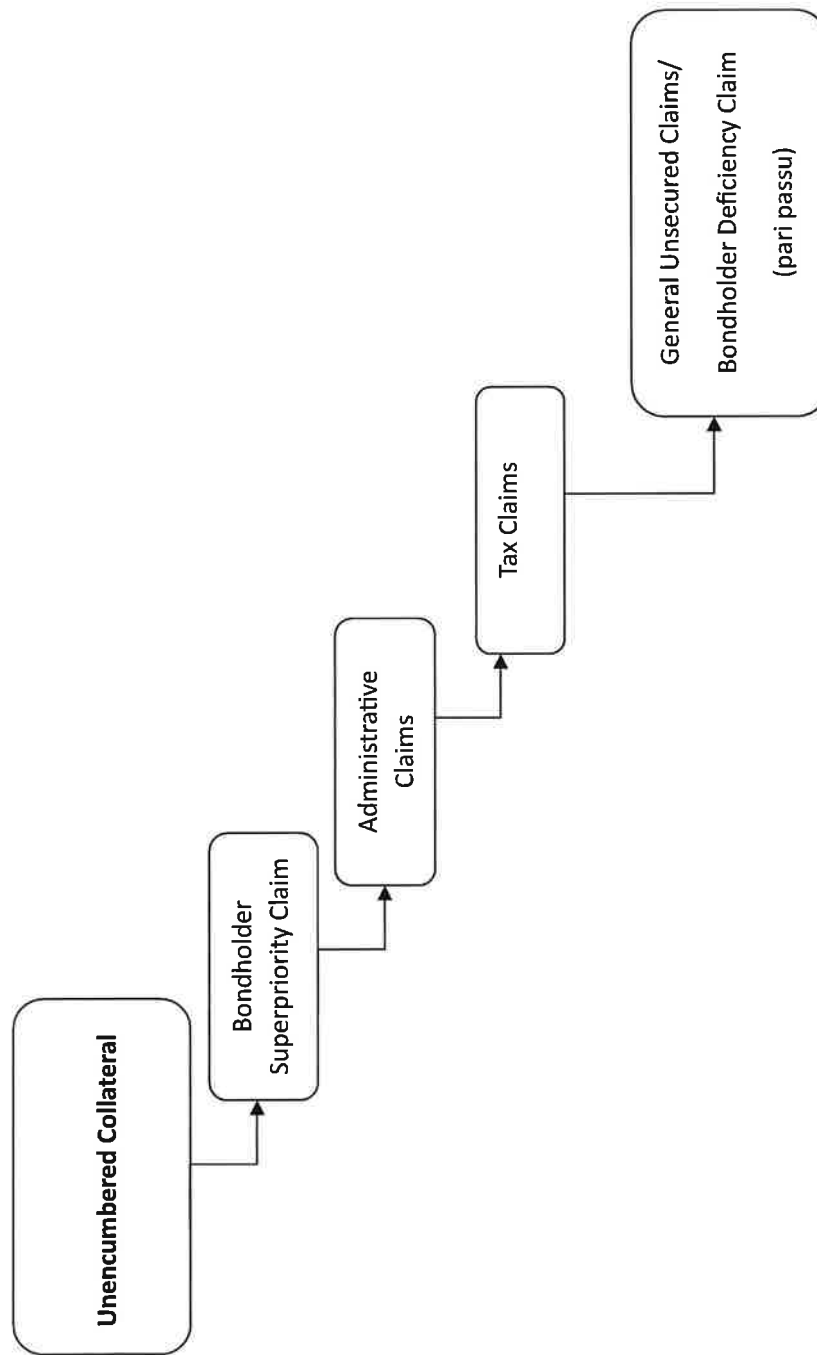 Unencumbered Collateral
Bondholder
Superpriority Claim
Administrative
Claims
Tax Claims
General Unsecured Claims/
Bondholder Deficiency Claim
(pari passu)